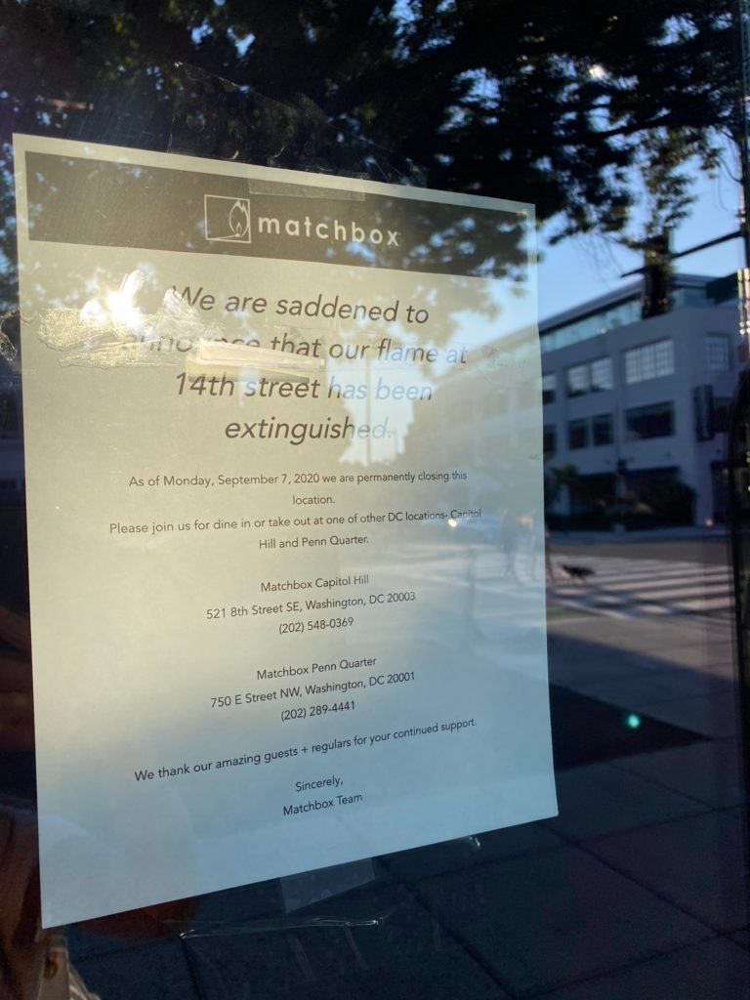 matchbox
We are saddened to
announce that our flame at
14th street has been
extinguished.
As of Monday, September 7, 2020 we are permanently closing this
location.
Please join us for dine in or take out at one of other DC locations- Capitol
Hill and Penn Quarter.
Matchbox Capitol Hill
521 8th Street SE, Washington, DC 20003
(202) 548-0369
Matchbox Penn Quarter
750 E Street NW, Washington, DC 20001
(202) 289-4441
We thank our amazing guests + regulars for your continued support.
Sincerely,
Matchbox Team